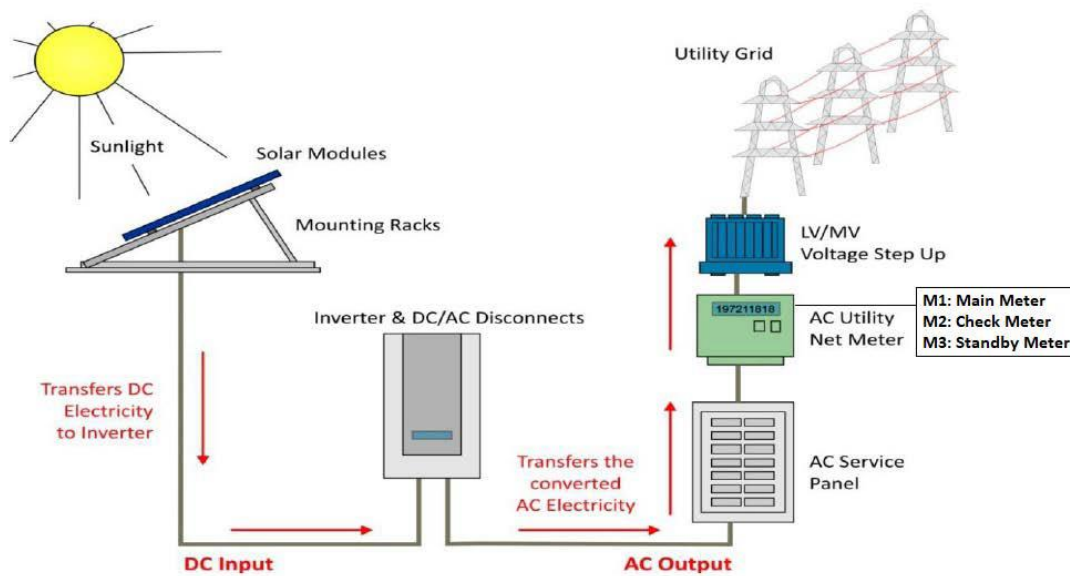 Utility Grid
Sunlight
Solar Modules
Mounting Racks
LV/MV
Voltage Step Up
197211818
AC Utility
Net Meter
M1: Main Meter
M2: Check Meter
M3: Standby Meter
Inverter & DC/AC Disconnects
Transfers DC
Electricity
to Inverter
Transfers the
converted
AC Electricity
AC Service
Panel
DC Input
AC Output